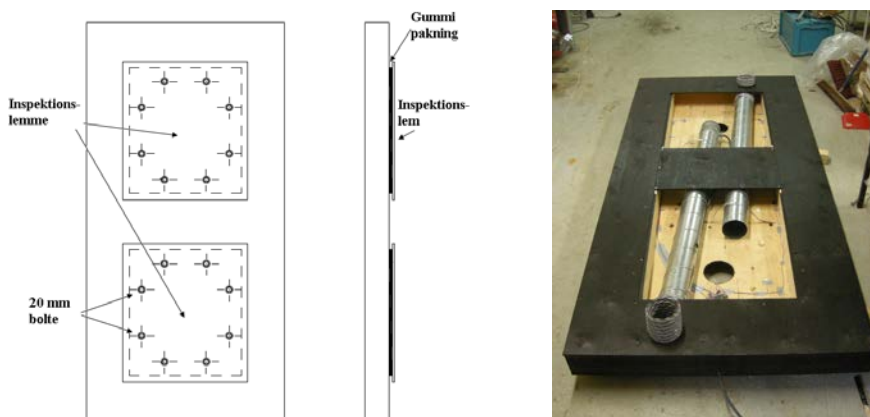 Inspektions-
lemme
20 mm
bolte
Gummi
pakning
Inspektions-
lem